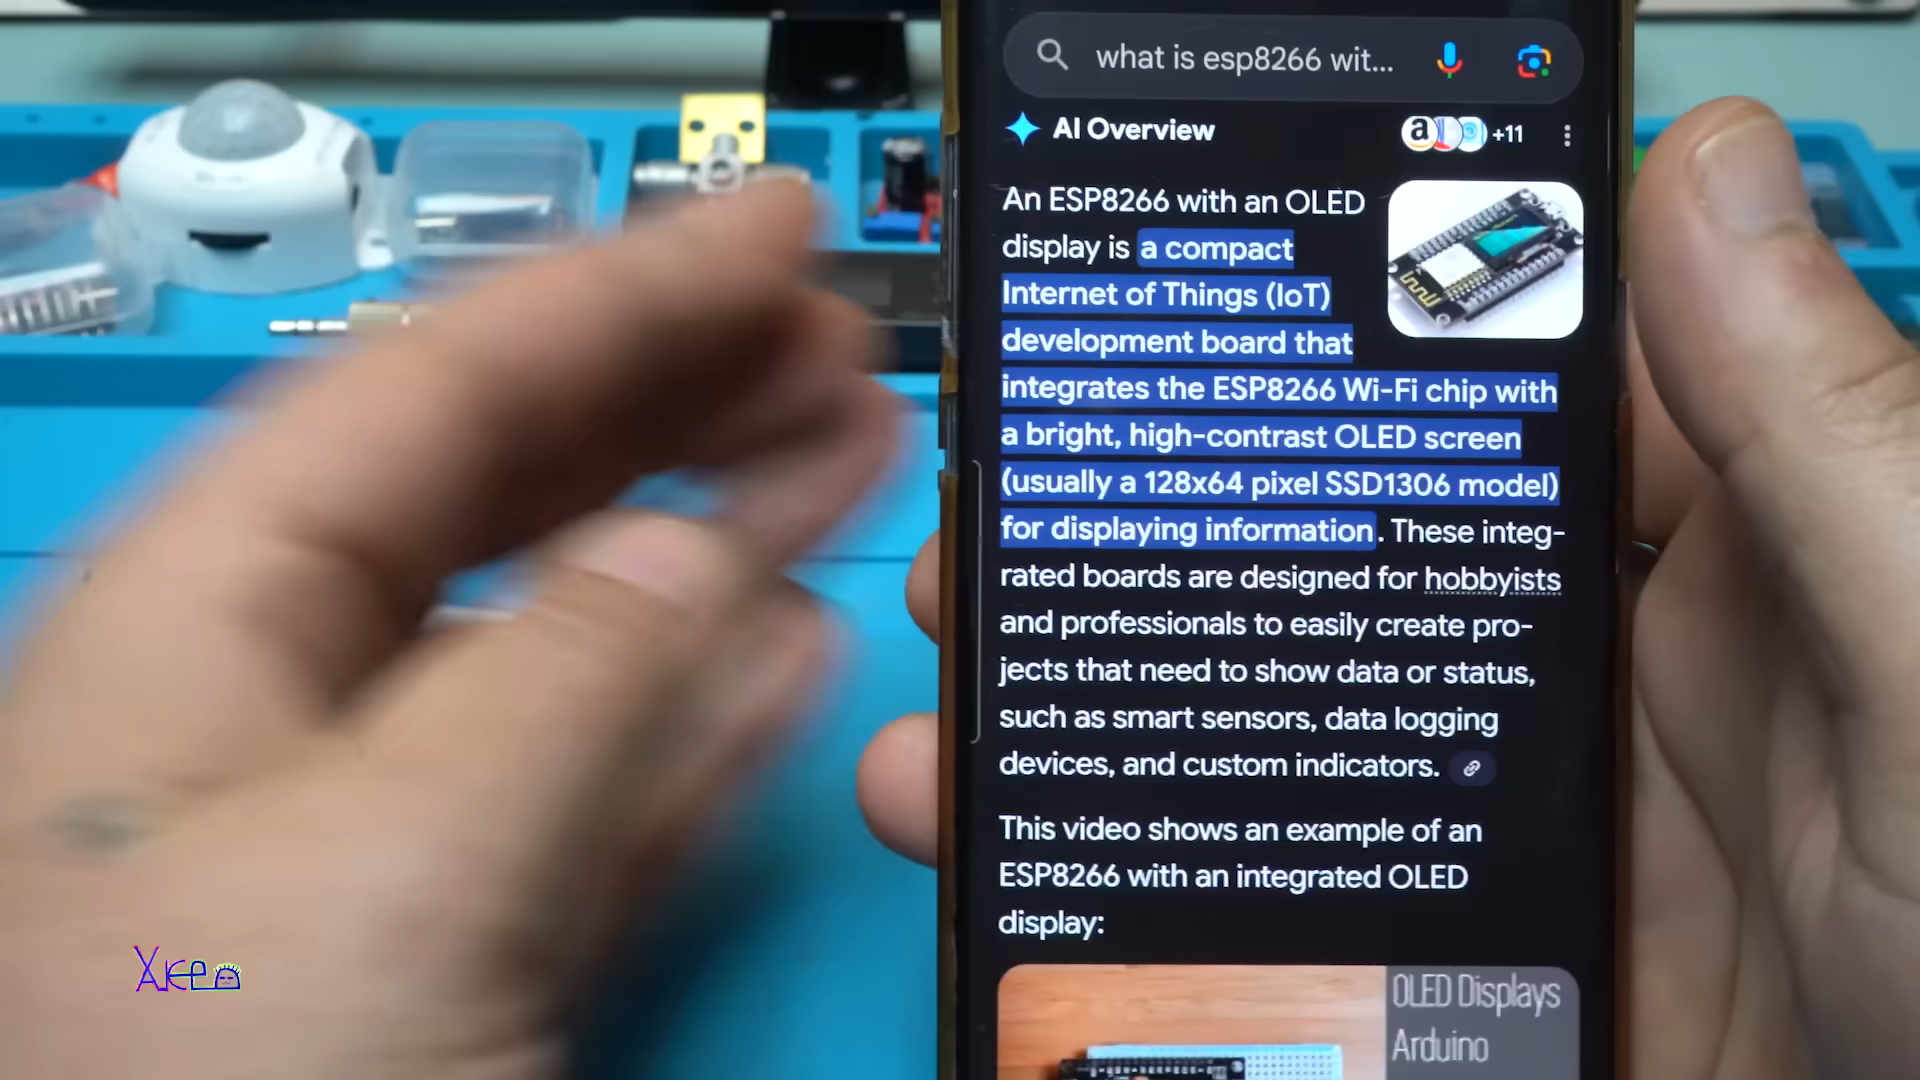 what is esp8266 wit...
AI Overview
+11
An ESP8266 with an OLED
display is a compact
Internet of Things (IoT)
development board that
integrates the ESP8266 Wi-Fi chip with
a bright, high-contrast OLED screen
(usually a 128x64 pixel SSD1306 model)
for displaying information. These integ-
rated boards are designed for hobbyists
and professionals to easily create pro-
jects that need to show data or status,
such as smart sensors, data logging
devices, and custom indicators.
This video shows an example of an
ESP8266 with an integrated OLED
display:
OLED Displays
Arduino